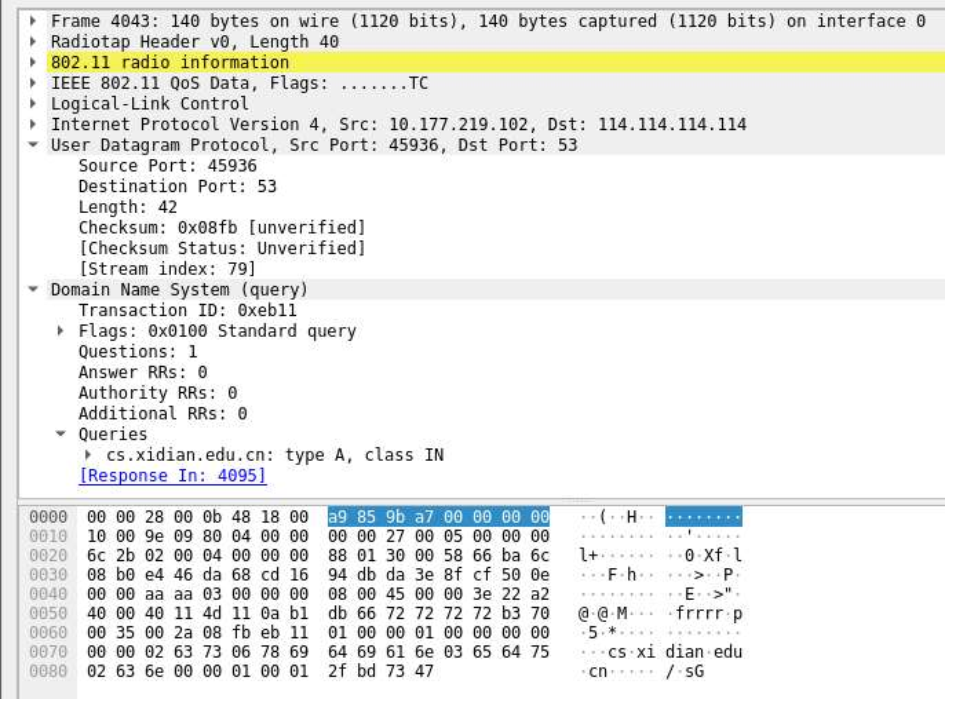 Frame 4043: 140 bytes on wire (1120 bits), 140 bytes captured (1120 bits) on interface 0
Radiotap Header v0, Length 40
802.11 radio information
IEEE 802.11 QoS Data, Flags: .......TC
Logical-Link Control
Internet Protocol Version 4, Src: 10.177.219.102, Dst: 114.114.114.114
User Datagram Protocol, Src Port: 45936, Dst Port: 53
Source Port: 45936
Destination Port: 53
Length: 42
Checksum: 0x08fb [unverified]
[Checksum Status: Unverified]
[Stream index: 79]
Domain Name System (query)
Transaction ID: 0xeb11
Flags: 0x0100 Standard query
Questions: 1
Answer RRs: 0
Authority RRs: 0
Additional RRs: 0
Queries
cs.xidian.edu.cn: type A, class IN
[Response In: 4095]
0000 00 00 28 00 0b 48 18 00 a9 85 9b a7 00 00 00 00 ··(··H·· ········
0010 10 00 9e 09 80 04 00 00 00 00 27 00 05 00 00 00 ········ ··'·····
0020 6c 2b 02 00 04 00 00 00 88 01 30 00 58 66 ba 6c l+······ ··0·Xf·l
0030 08 b0 e4 46 da 68 cd 16 94 db da 3e 8f cf 50 0e ···F·h·· ···>··P·
0040 00 00 aa aa 03 00 00 00 08 00 45 00 00 3e 22 a2 ········ ··E··>"·
0050 40 00 40 11 4d 11 0a b1 db 66 72 72 72 72 b3 70 @·@·M··· ·frrrr·p
0060 00 35 00 2a 08 fb eb 11 01 00 00 01 00 00 00 00 ·5·*···· ········
0070 00 00 02 63 73 06 78 69 64 69 61 6e 03 65 64 75 ···cs·xi dian·edu
0080 02 63 6e 00 00 01 00 01 2f bd 73 47 ·cn····· /·sG